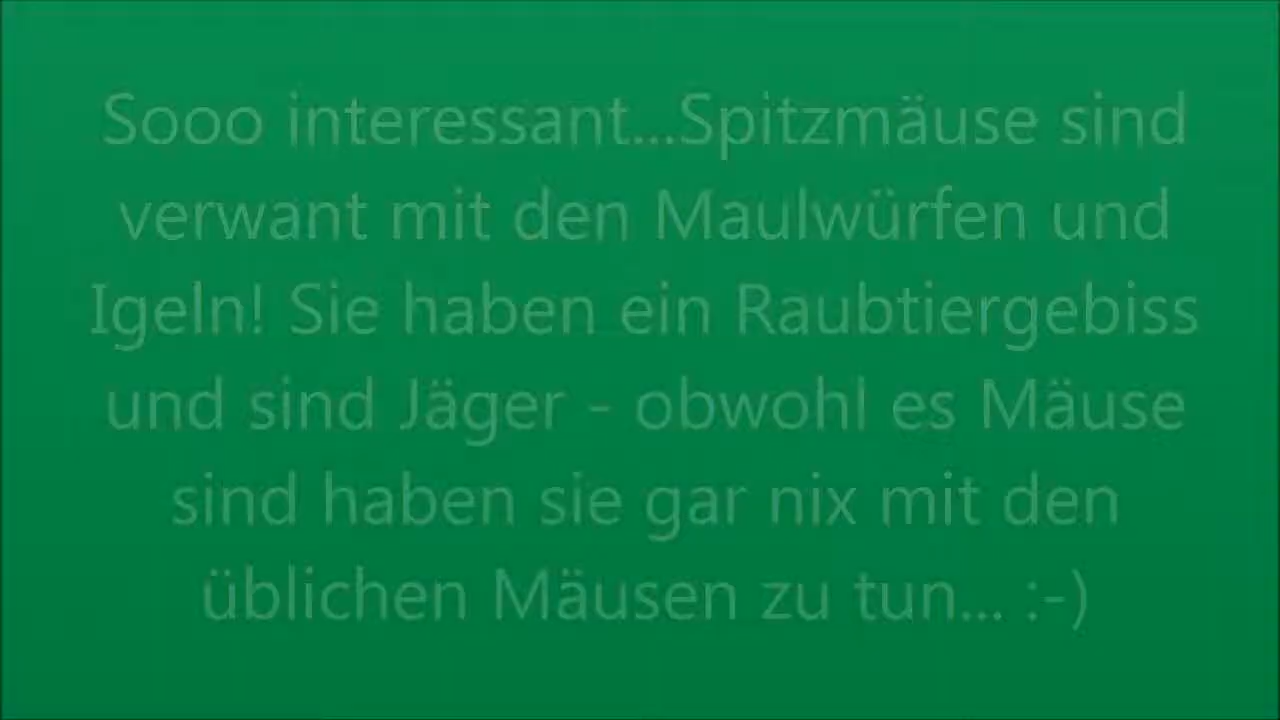 Sooo interessant...Spitzmäuse sind
verwant mit den Maulwürfen und
Igeln! Sie haben ein Raubtiergebiss
und sind Jäger - obwohl es Mäuse
sind haben sie gar nix mit den
üblichen Mäusen zu tun... :-)